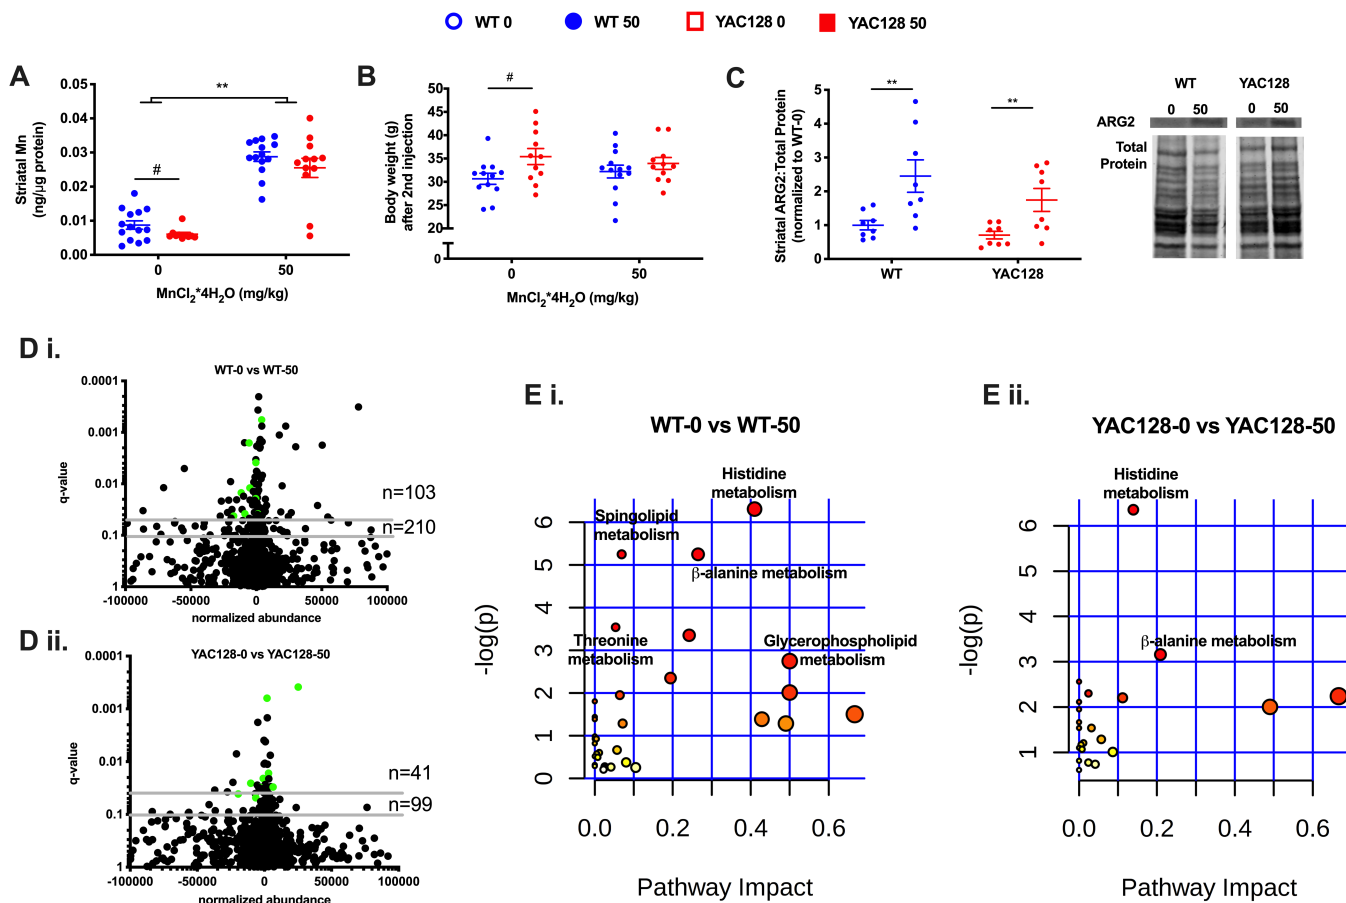 WT 0
WT 50
YAC128 0
YAC128 50
A
Striatal Mn
(ng/µg protein)
0.05
0.04
0.03
0.02
0.01
0.00
**
#
0
50
MnCl2*4H2O (mg/kg)
B
Body weight (g)
after 2nd injection
50
45
40
35
30
25
20
0
#
0
50
MnCl2*4H2O (mg/kg)
C
Striatal ARG2:Total Protein
(normalized to WT-0)
5
4
3
2
1
0
**
**
WT
YAC128
WT
YAC128
0
50
0
50
ARG2
Total
Protein
D i.
WT-0 vs WT-50
q-value
0.0001
0.001
0.01
0.1
1
n=103
n=210
-100000
-50000
0
50000
100000
normalized abundance
D ii.
YAC128-0 vs YAC128-50
q-value
0.0001
0.001
0.01
0.1
1
n=41
n=99
-100000
-50000
0
50000
100000
normalized abundance
E i.
WT-0 vs WT-50
Histidine
metabolism
Spingolipid
metabolism
β-alanine metabolism
Threonine
metabolism
Glycerophospholipid
metabolism
-log(p)
6
5
4
3
2
1
0
0.0
0.2
0.4
0.6
Pathway Impact
E ii.
YAC128-0 vs YAC128-50
Histidine
metabolism
β-alanine metabolism
-log(p)
6
5
4
3
2
1
0.0
0.2
0.4
0.6
Pathway Impact